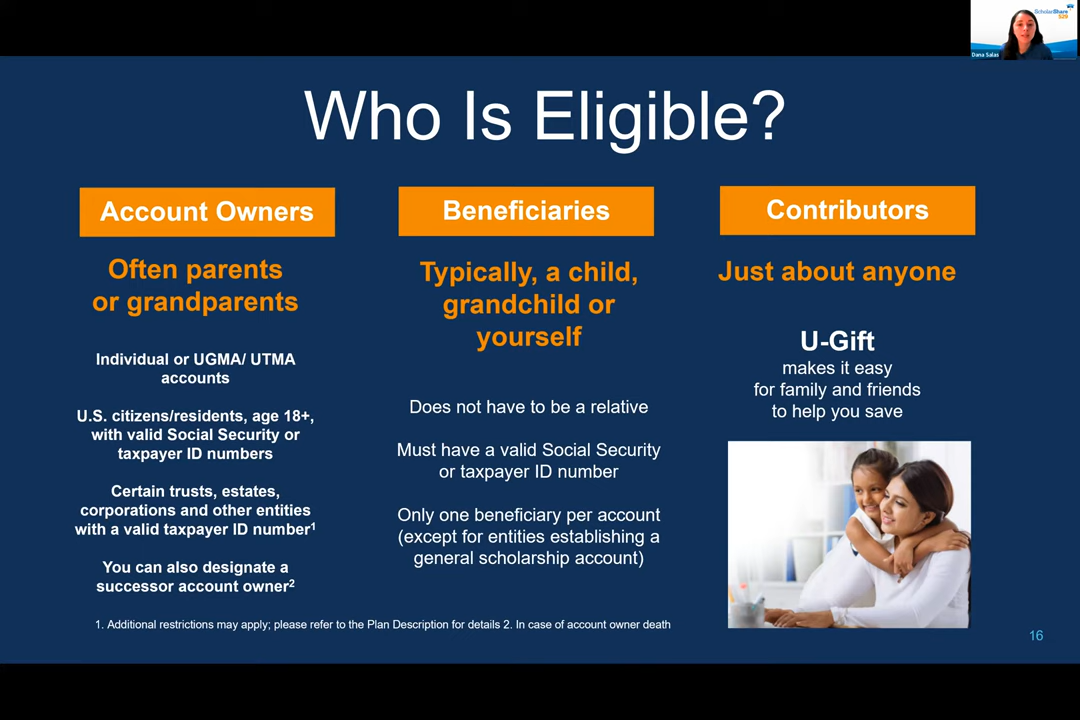 ScholarShare
529
Dana Salas
Who Is Eligible?
Account Owners
Often parents
or grandparents
Individual or UGMA/ UTMA
accounts
U.S. citizens/residents, age 18+,
with valid Social Security or
taxpayer ID numbers
Certain trusts, estates,
corporations and other entities
with a valid taxpayer ID number1
You can also designate a
successor account owner2
Beneficiaries
Typically, a child,
grandchild or
yourself
Does not have to be a relative
Must have a valid Social Security
or taxpayer ID number
Only one beneficiary per account
(except for entities establishing a
general scholarship account)
Contributors
Just about anyone
U-Gift
makes it easy
for family and friends
to help you save
1. Additional restrictions may apply; please refer to the Plan Description for details 2. In case of account owner death
16